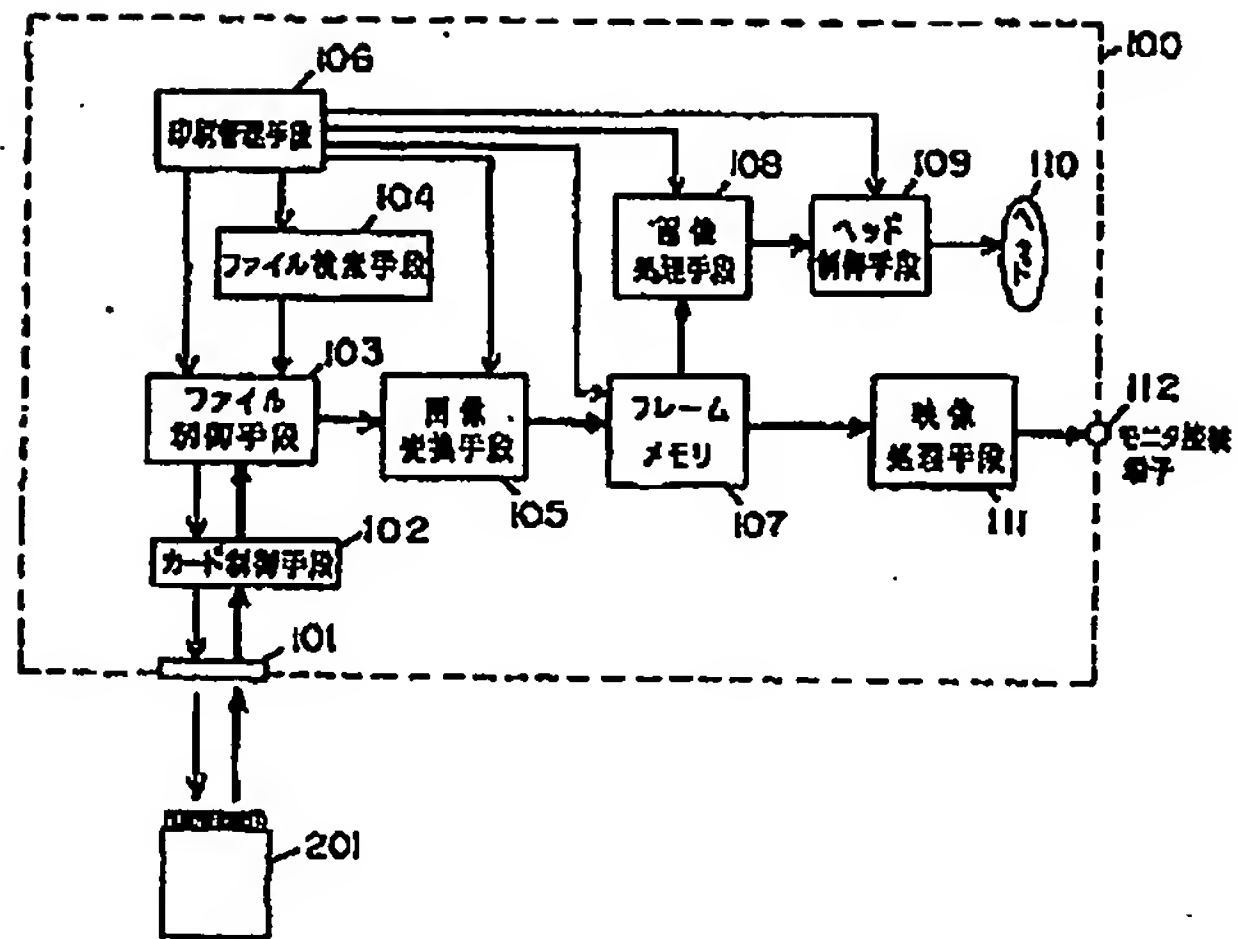 100
106
印刷管理手段
104
ファイル検索手段
108
画像
処理手段
109
ヘッド
制御手段
110
ヘッド
103
ファイル
制御手段
画像
変換手段
105
フレーム
メモリ
107
映像
処理手段
111
112
モニタ接続
端子
102
カード制御手段
101
201